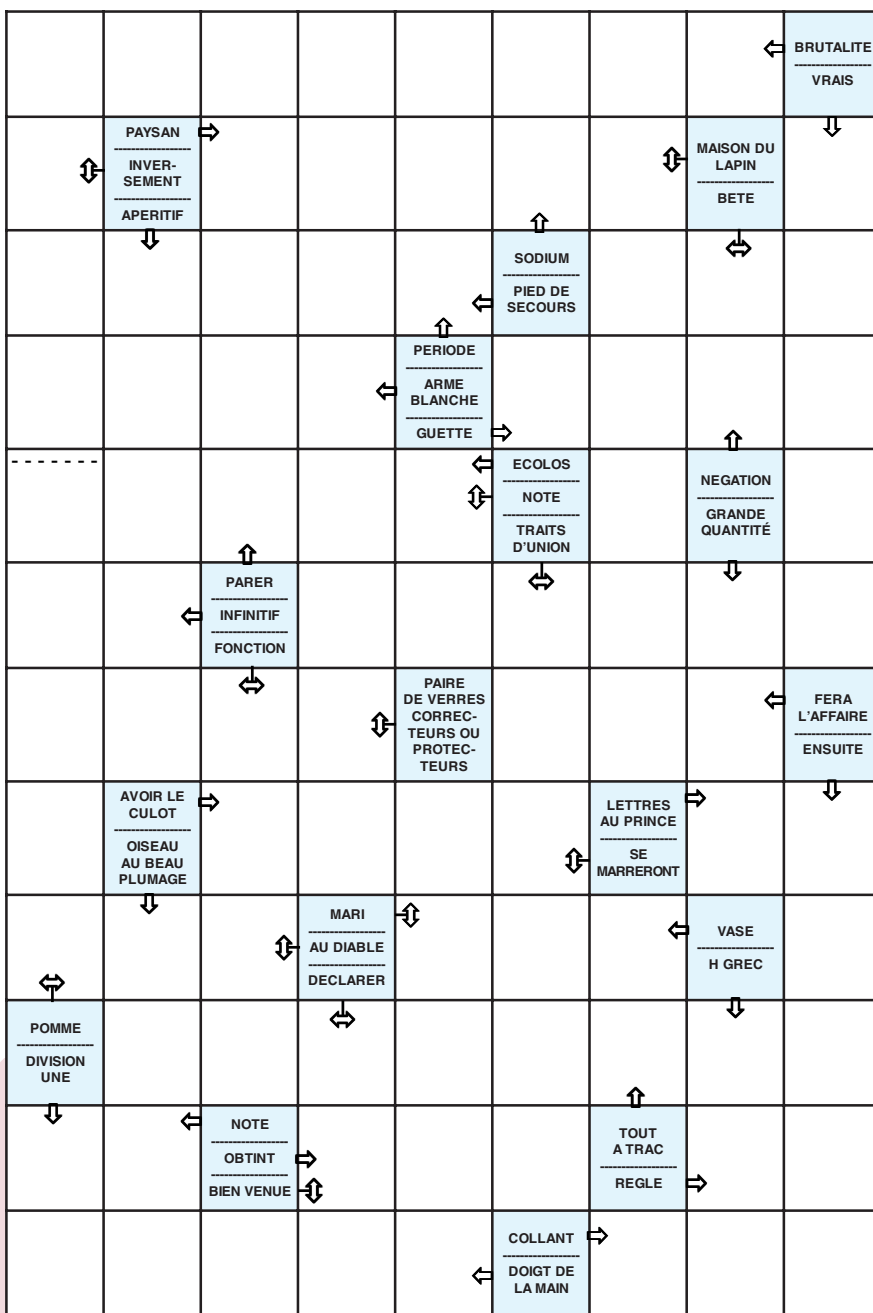 BRUTALITE
VRAIS
PAYSAN
INVER-
SEMENT
APERITIF
MAISON DU
LAPIN
BETE
SODIUM
PIED DE
SECOURS
PERIODE
ARME
BLANCHE
GUETTE
ECOLOS
NOTE
TRAITS
D'UNION
NEGATION
GRANDE
QUANTITÉ
PARER
INFINITIF
FONCTION
PAIRE
DE VERRES
CORREC-
TEURS OU
PROTEC-
TEURS
FERA
L'AFFAIRE
ENSUITE
AVOIR LE
CULOT
OISEAU
AU BEAU
PLUMAGE
LETTRES
AU PRINCE
SE
MARRERONT
MARI
AU DIABLE
DECLARER
VASE
H GREC
POMME
DIVISION
UNE
NOTE
OBTINT
BIEN VENUE
TOUT
A TRAC
REGLE
COLLANT
DOIGT DE
LA MAIN